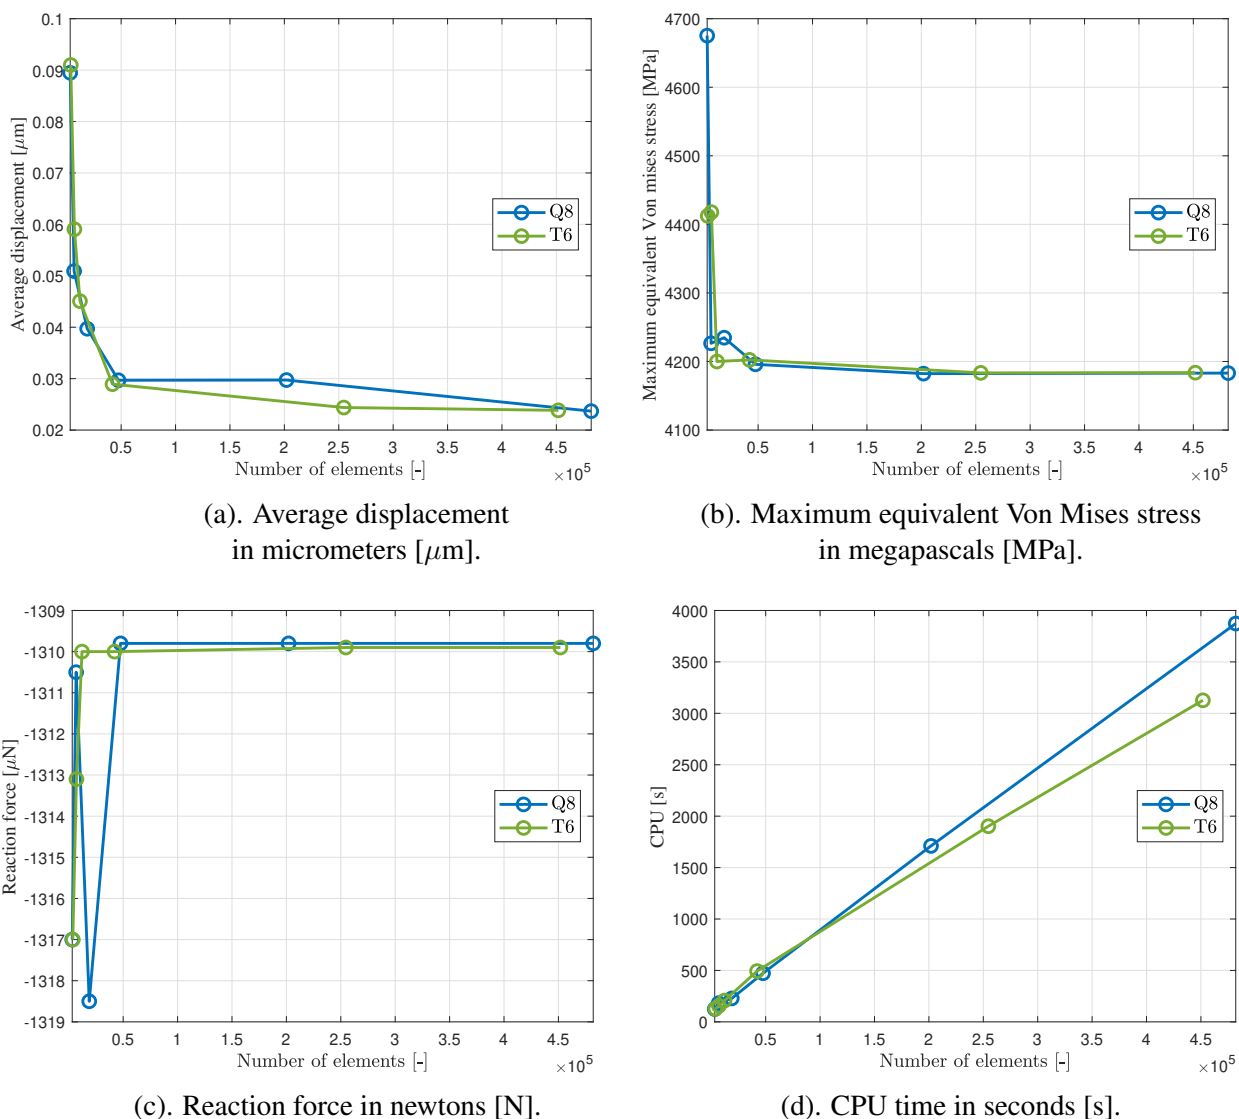 0.1
0.09
0.08
0.07
0.06
0.05
0.04
0.03
0.02
Average displacement [μm]
0.5 1 1.5 2 2.5 3 3.5 4 4.5
Number of elements [-]
×10⁵
Q8
T6
(a). Average displacement
in micrometers [μm].
4700
4600
4500
4400
4300
4200
4100
Maximum equivalent Von mises stress [MPa]
0.5 1 1.5 2 2.5 3 3.5 4 4.5
Number of elements [-]
×10⁵
Q8
T6
(b). Maximum equivalent Von Mises stress
in megapascals [MPa].
-1309
-1310
-1311
-1312
-1313
-1314
-1315
-1316
-1317
-1318
-1319
Reaction force [μN]
0.5 1 1.5 2 2.5 3 3.5 4 4.5
Number of elements [-]
×10⁵
Q8
T6
(c). Reaction force in newtons [N].
4000
3500
3000
2500
2000
1500
1000
500
0
CPU [s]
0.5 1 1.5 2 2.5 3 3.5 4 4.5
Number of elements [-]
×10⁵
Q8
T6
(d). CPU time in seconds [s].